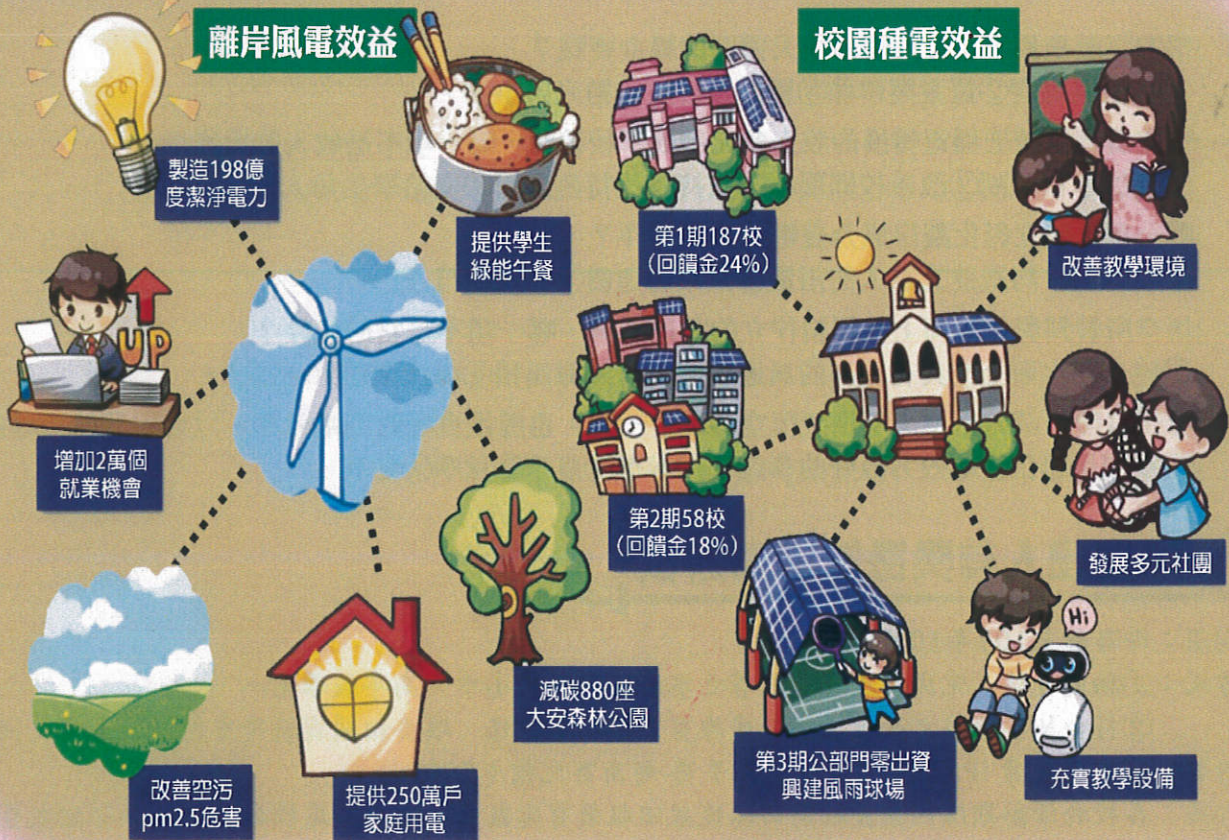 離岸風電效益
製造198億
度潔淨電力
提供學生
綠能午餐
增加2萬個
就業機會
UP
改善空污
pm2.5危害
提供250萬戶
家庭用電
減碳880座
大安森林公園
校園種電效益
第1期187校
(回饋金24%)
改善教學環境
第2期58校
(回饋金18%)
發展多元社團
第3期公部門零出資
興建風雨球場
Hi
充實教學設備